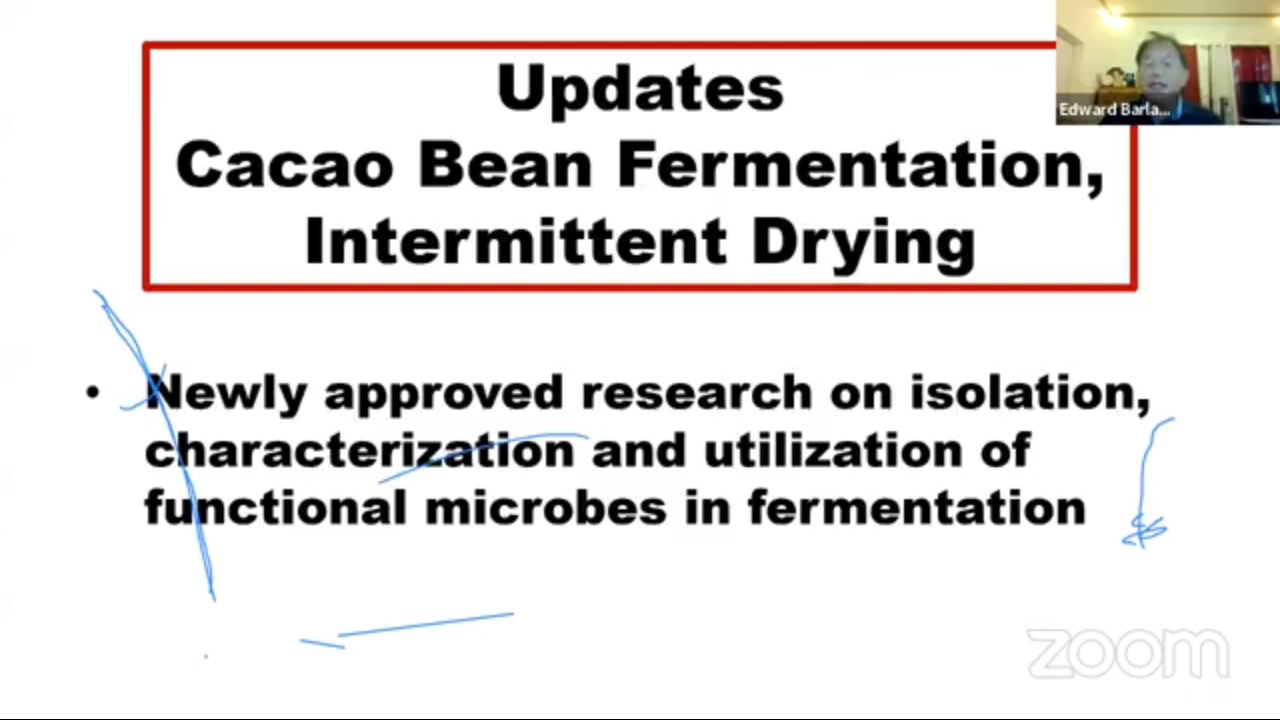 Updates
Cacao Bean Fermentation,
Intermittent Drying
Edward Barla...
• Newly approved research on isolation,
characterization and utilization of
functional microbes in fermentation
zoom